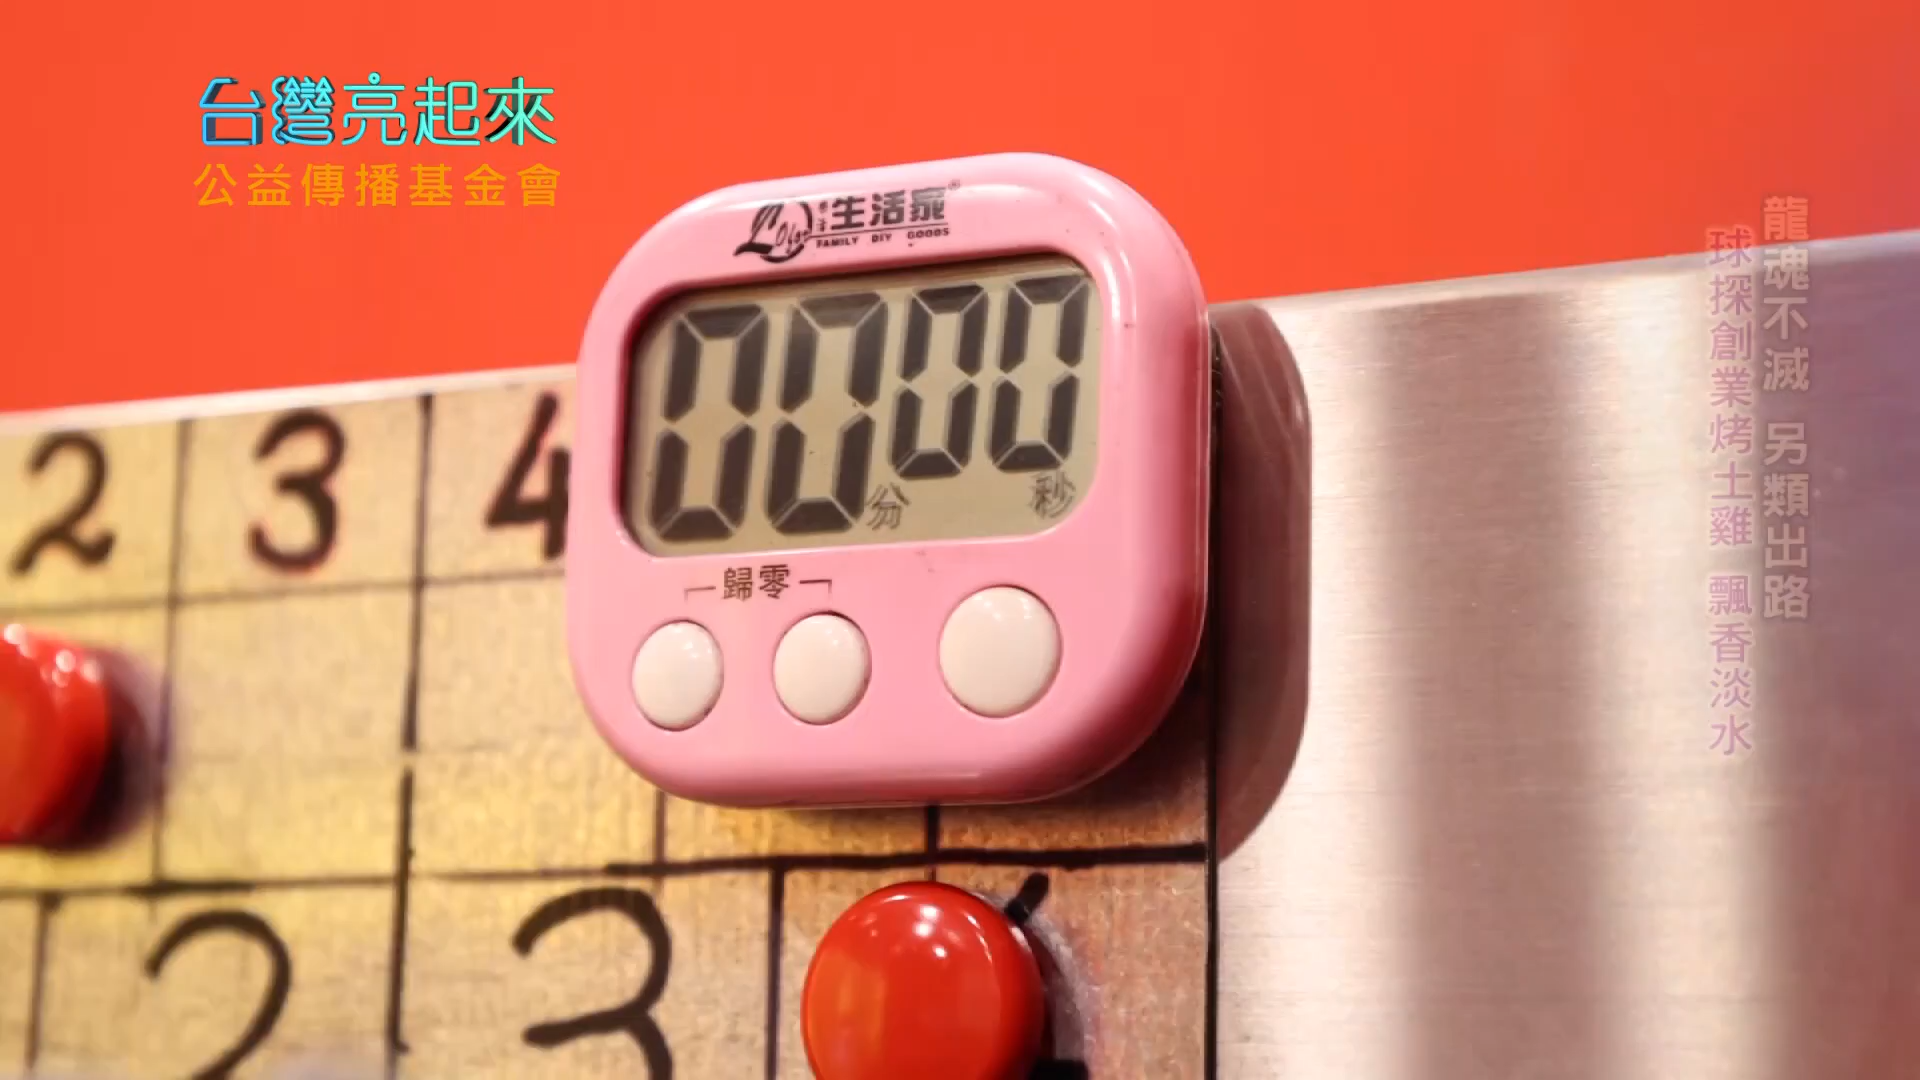 台灣亮起來
公益傳播基金會
龍魂不滅 另類出路
球探創業烤土雞 飄香淡水
生活家
FAMILY DIY GOODS
00 00
分 秒
歸零
2 3 4
2 3